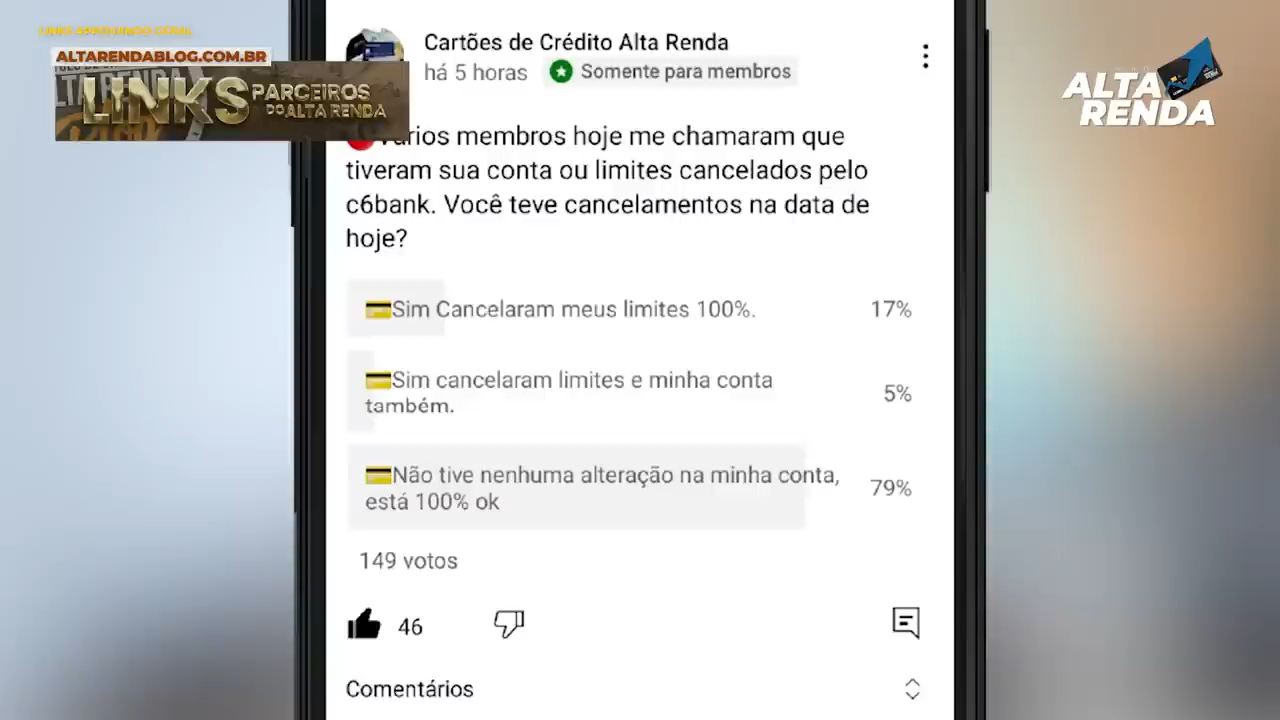 ALTARENDABLOG.COM.BR
LINKS PARCEIROS
DO ALTA RENDA
ALTA
RENDA
Cartões de Crédito Alta Renda
há 5 horas Somente para membros
membros hoje me chamaram que
tiveram sua conta ou limites cancelados pelo
c6bank. Você teve cancelamentos na data de
hoje?
Sim Cancelaram meus limites 100%. 17%
Sim cancelaram limites e minha conta
também. 5%
Não tive nenhuma alteração na minha conta,
está 100% ok 79%
149 votos
46
Comentários